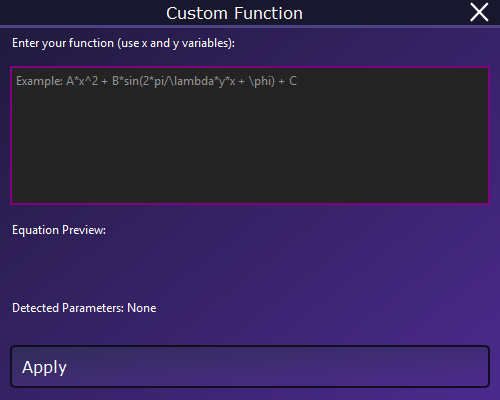 Custom Function
Enter your function (use x and y variables):
Example: A*x^2 + B*sin(2*pi/\lambda*y*x + \phi) + C
Equation Preview:
Detected Parameters: None
Apply